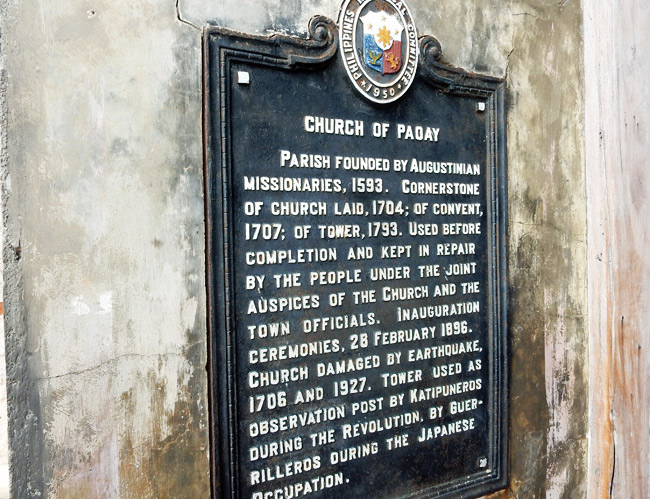 PHILIPPINES HISTORICAL COMMITTEE
1950
CHURCH OF PAOAY
PARISH FOUNDED BY AUGUSTINIAN
MISSIONARIES, 1593. CORNERSTONE
OF CHURCH LAID, 1704; OF CONVENT,
1707; OF TOWER, 1793. USED BEFORE
COMPLETION AND KEPT IN REPAIR
BY THE PEOPLE UNDER THE JOINT
AUSPICES OF THE CHURCH AND THE
TOWN OFFICIALS. INAUGURATION
CEREMONIES, 28 FEBRUARY 1896.
CHURCH DAMAGED BY EARTHQUAKE,
1706 AND 1927. TOWER USED AS
OBSERVATION POST BY KATIPUNEROS
DURING THE REVOLUTION, BY GUER-
RILLEROS DURING THE JAPANESE
OCCUPATION.